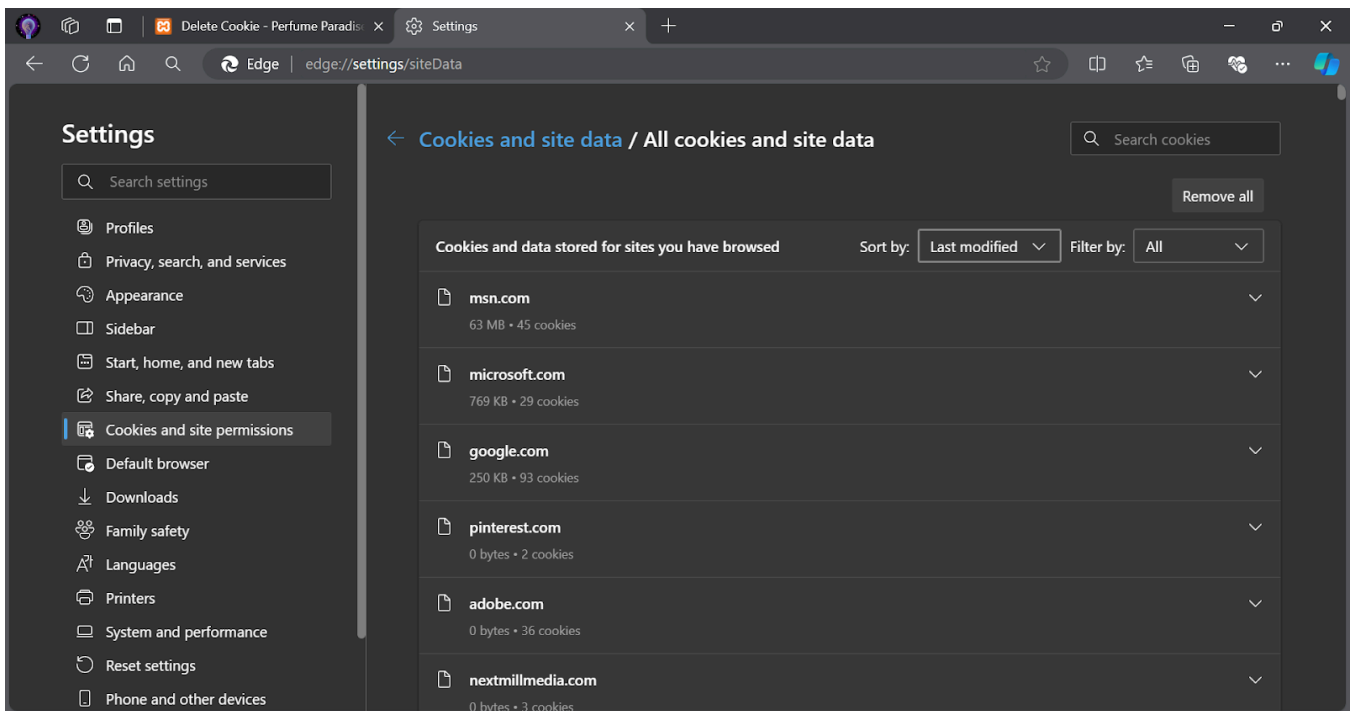 Delete Cookie - Perfume Paradis
Settings
Edge edge://settings/siteData
Settings
Search settings
Profiles
Privacy, search, and services
Appearance
Sidebar
Start, home, and new tabs
Share, copy and paste
Cookies and site permissions
Default browser
Downloads
Family safety
Languages
Printers
System and performance
Reset settings
Phone and other devices
Cookies and site data / All cookies and site data
Search cookies
Remove all
Cookies and data stored for sites you have browsed Sort by: Last modified Filter by: All
msn.com
63 MB • 45 cookies
microsoft.com
769 KB • 29 cookies
google.com
250 KB • 93 cookies
pinterest.com
0 bytes • 2 cookies
adobe.com
0 bytes • 36 cookies
nextmillmedia.com
0 bytes • 3 cookies